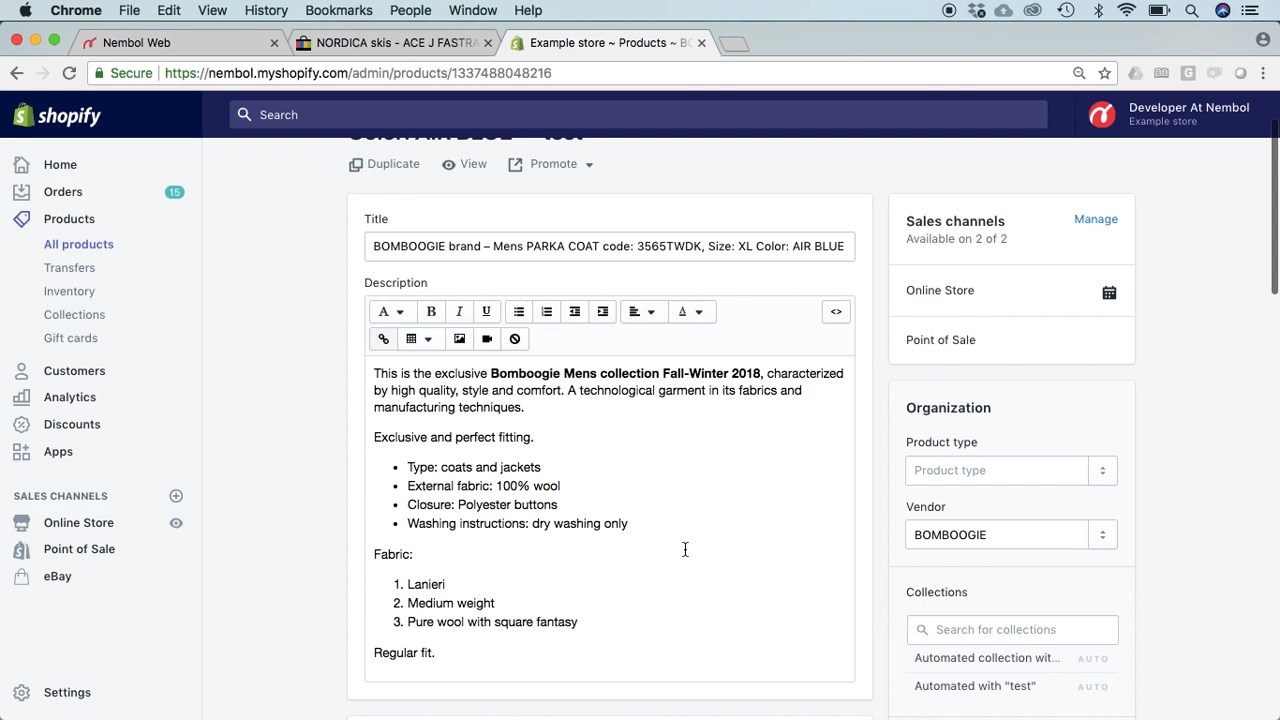 Chrome File Edit View History Bookmarks People Window Help
Nembol Web
NORDICA skis - ACE J FASTRA
Example store ~ Products ~ BO
Secure https://nembol.myshopify.com/admin/products/1337488048216
shopify
Search
Developer At Nembol
Example store
Duplicate View Promote
Home
Orders 15
Products
All products
Transfers
Inventory
Collections
Gift cards
Customers
Analytics
Discounts
Apps
SALES CHANNELS
Online Store
Point of Sale
eBay
Settings
Title
BOMBOOGIE brand – Mens PARKA COAT code: 3565TWDK, Size: XL Color: AIR BLUE
Description
A B I U A <>
This is the exclusive Bomboogie Mens collection Fall-Winter 2018, characterized
by high quality, style and comfort. A technological garment in its fabrics and
manufacturing techniques.
Exclusive and perfect fitting.
• Type: coats and jackets
• External fabric: 100% wool
• Closure: Polyester buttons
• Washing instructions: dry washing only
Fabric:
1. Lanieri
2. Medium weight
3. Pure wool with square fantasy
Regular fit.
Sales channels Manage
Available on 2 of 2
Online Store
Point of Sale
Organization
Product type
Product type
Vendor
BOMBOOGIE
Collections
Search for collections
Automated collection wit... AUTO
Automated with "test" AUTO